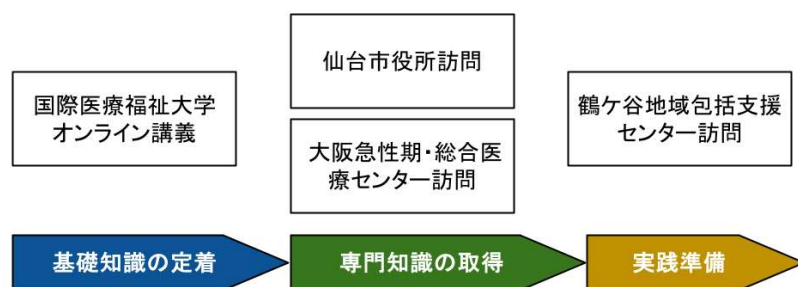 仙台市役所訪問
国際医療福祉大学
オンライン講義
大阪急性期・総合医
療センター訪問
鶴ケ谷地域包括支援
センター訪問
基礎知識の定着
専門知識の取得
実践準備